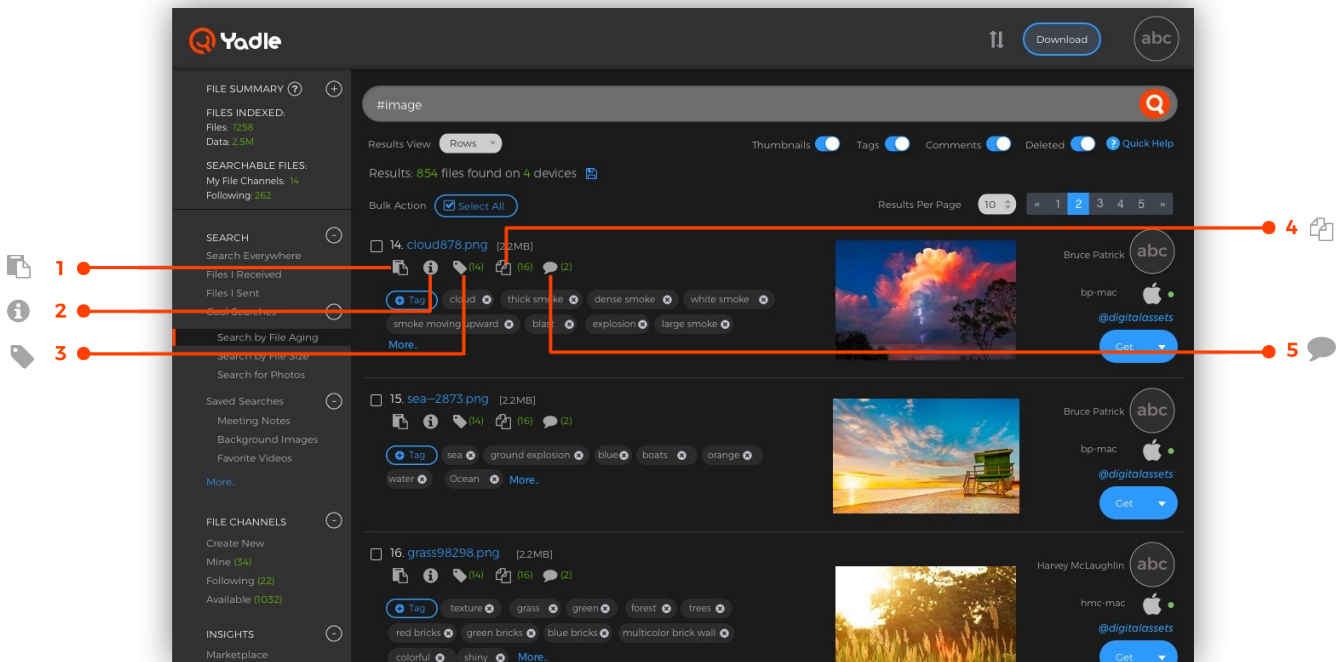 Yadle
Download
abc
FILE SUMMARY ?
FILES INDEXED:
Files: 1258
Data: 2.5M
SEARCHABLE FILES:
My File Channels: 14
Following: 262
SEARCH
Search Everywhere
Files I Received
Files I Sent
Cool Searches
Search by File Aging
Search by File Size
Search for Photos
Saved Searches
Meeting Notes
Background Images
Favorite Videos
More..
FILE CHANNELS
Create New
Mine (34)
Following (22)
Available (1032)
INSIGHTS
Marketplace
#image
Results View Rows
Thumbnails Tags Comments Deleted ? Quick Help
Results: 854 files found on 4 devices
Bulk Action Select All
Results Per Page 10 « 1 2 3 4 5 »
14. cloud878.png [2.2MB]
(14) (16) (2)
Tag cloud thick smoke dense smoke white smoke
smoke moving upward blast explosion large smoke
More..
Bruce Patrick abc
bp-mac
@digitalassets
Get
15. sea—2873.png [2.2MB]
(14) (16) (2)
Tag sea ground explosion blue boats orange
water Ocean More..
Bruce Patrick abc
bp-mac
@digitalassets
Get
16. grass98298.png [2.2MB]
(14) (16) (2)
Tag texture grass green forest trees
red bricks green bricks blue bricks multicolor brick wall
colorful shiny More..
Harvey McLaughlin abc
hmc-mac
@digitalassets
Get
1
2
3
4
5